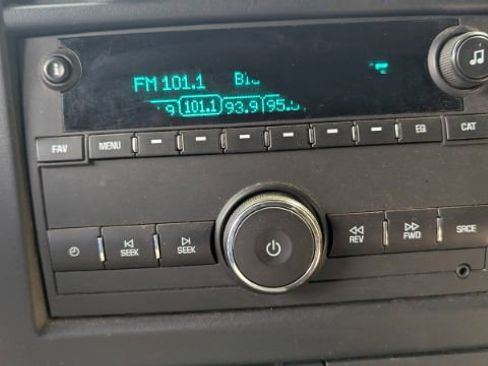 FM 101.1
101.1 93.9
FAV MENU EQ CAT
SEEK SEEK REV FWD SRCE